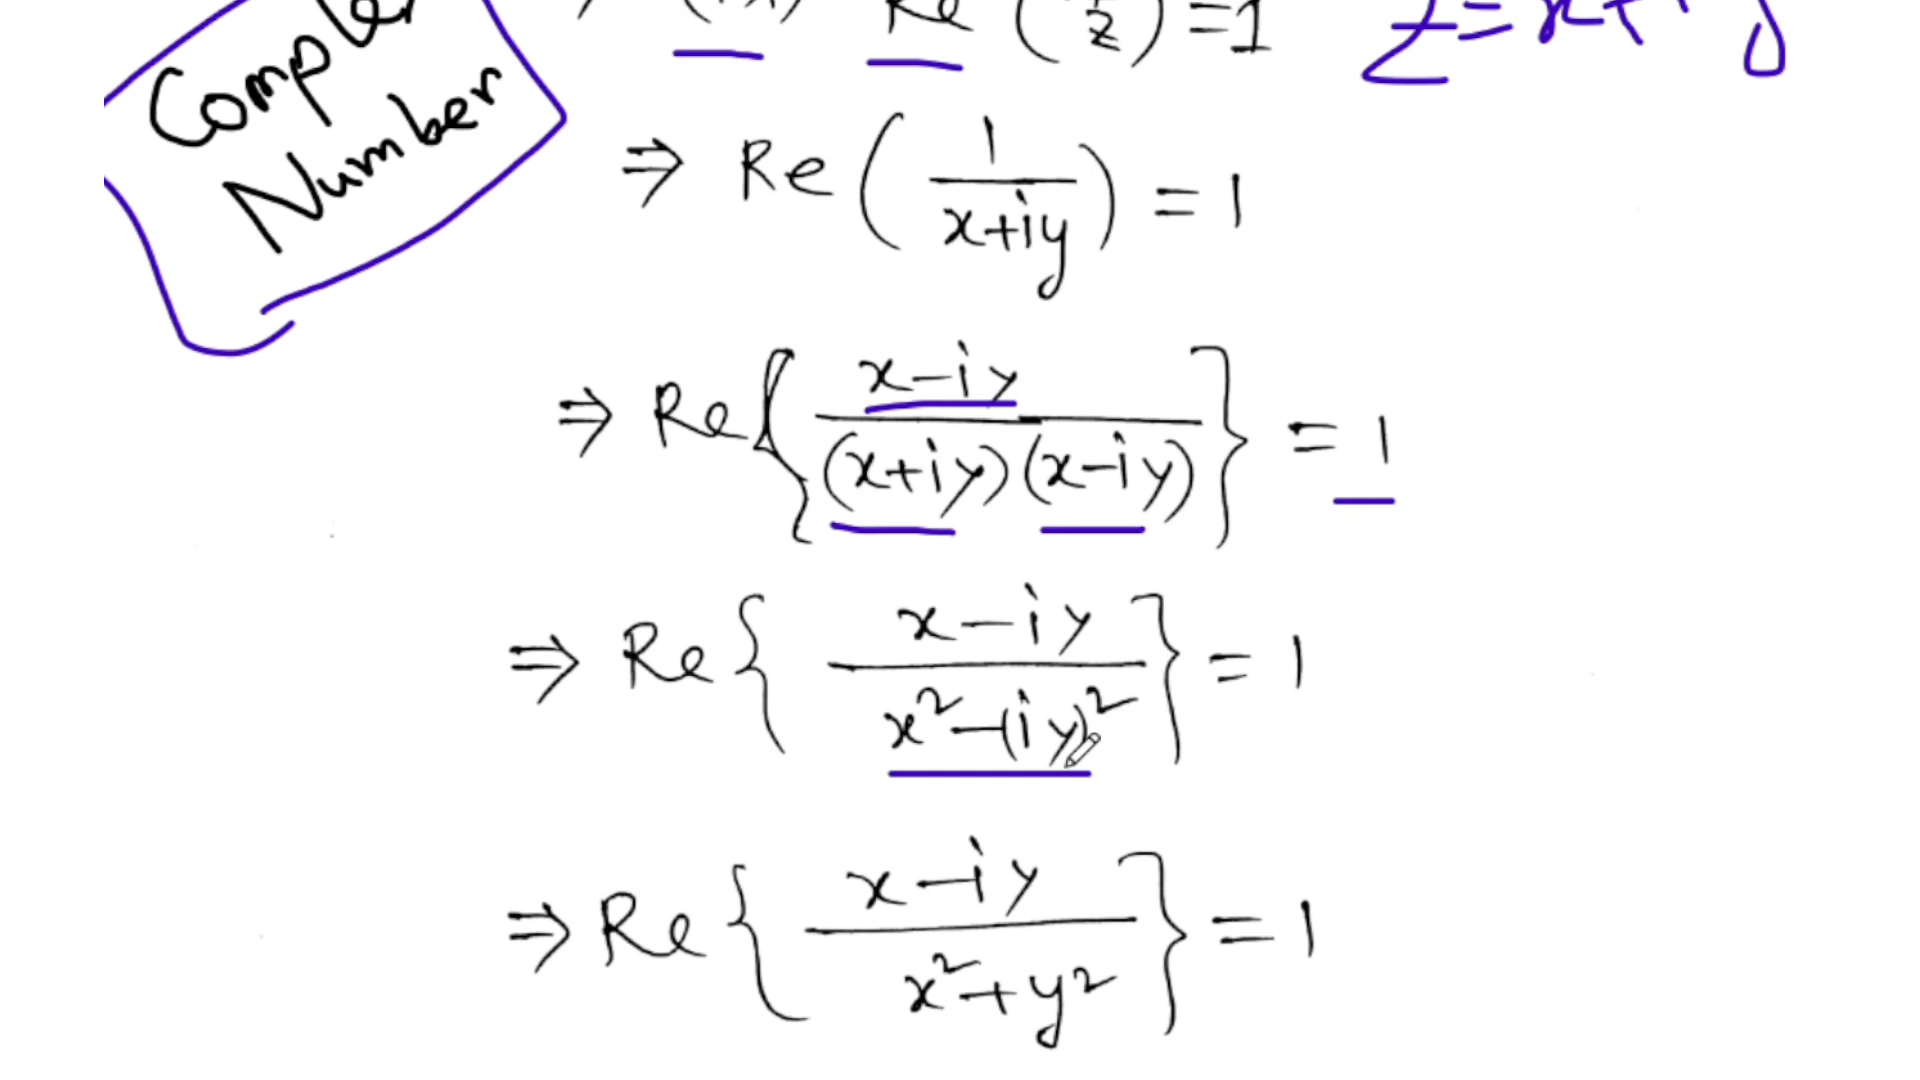 Complex
Number
Re (1/z) = 1
z = x + iy
⇒ Re ( 1 / x+iy ) = 1
⇒ Re { x-iy / (x+iy)(x-iy) } = 1
⇒ Re { x-iy / x²-(iy)² } = 1
⇒ Re { x-iy / x²+y² } = 1